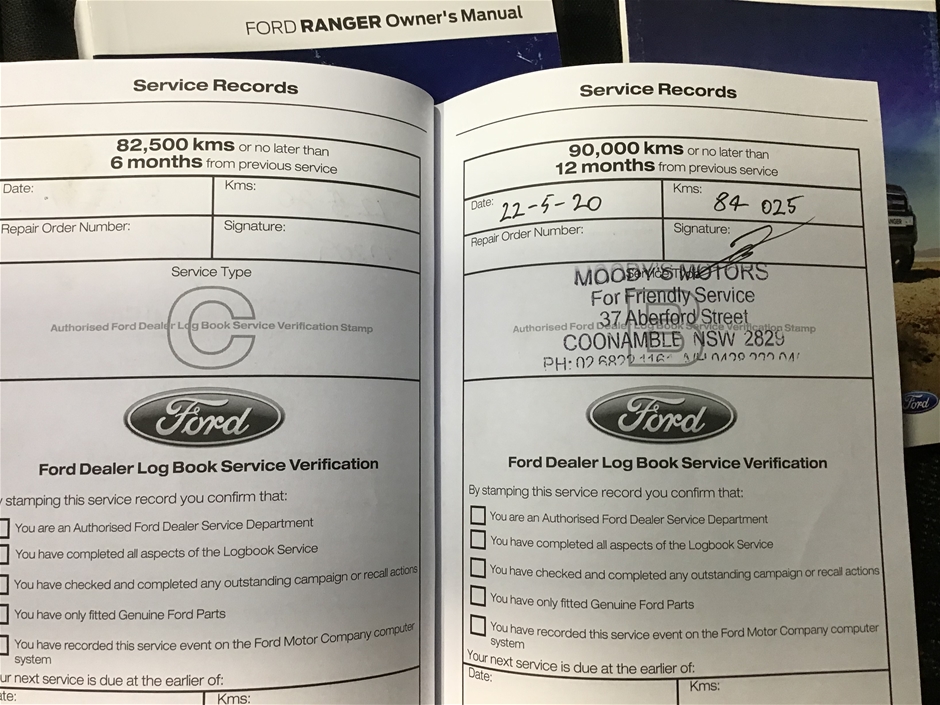 FORD RANGER Owner's Manual
Service Records
82,500 kms or no later than
6 months from previous service
Date:
Kms:
Repair Order Number:
Signature:
Service Type
C
Authorised Ford Dealer Log Book Service Verification Stamp
Ford
Ford Dealer Log Book Service Verification
stamping this service record you confirm that:
You are an Authorised Ford Dealer Service Department
You have completed all aspects of the Logbook Service
You have checked and completed any outstanding campaign or recall actions
You have only fitted Genuine Ford Parts
You have recorded this service event on the Ford Motor Company computer
system
next service is due at the earlier of:
Kms:
Service Records
90,000 kms or no later than
12 months from previous service
Date: 22-5-20
Kms: 84 025
Repair Order Number:
Signature:
Service Type
MOODY'S MOTORS
For Friendly Service
37 Aberford Street
Authorised Ford Dealer Log Book Service Verification Stamp
B
COONAMBLE NSW 2829
PH: 02 6822
Ford
Ford Dealer Log Book Service Verification
By stamping this service record you confirm that:
You are an Authorised Ford Dealer Service Department
You have completed all aspects of the Logbook Service
You have checked and completed any outstanding campaign or recall actions
You have only fitted Genuine Ford Parts
You have recorded this service event on the Ford Motor Company computer
system
Your next service is due at the earlier of:
Date:
Kms:
RANGER
Ford